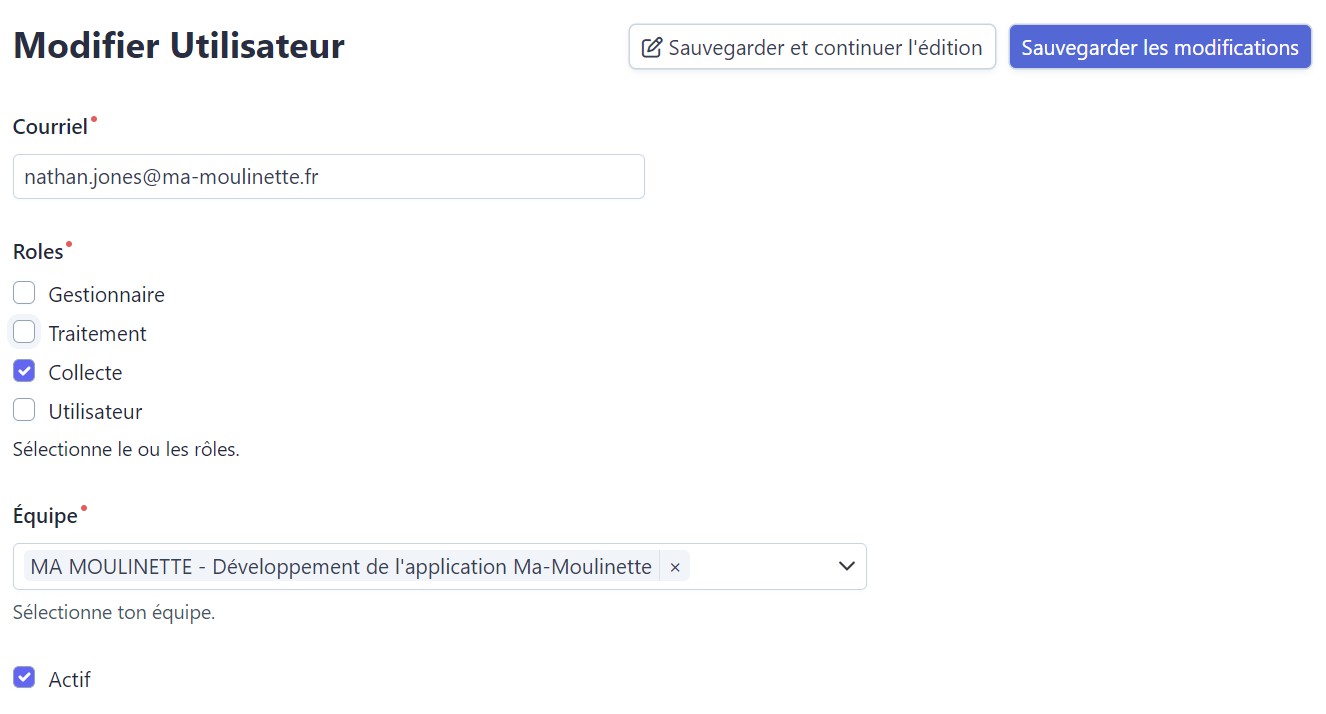 Modifier Utilisateur
Sauvegarder et continuer l'édition
Sauvegarder les modifications
Courriel
nathan.jones@ma-moulinette.fr
Roles
Gestionnaire
Traitement
Collecte
Utilisateur
Sélectionne le ou les rôles.
Équipe
MA MOULINETTE - Développement de l'application Ma-Moulinette ×
Sélectionne ton équipe.
Actif